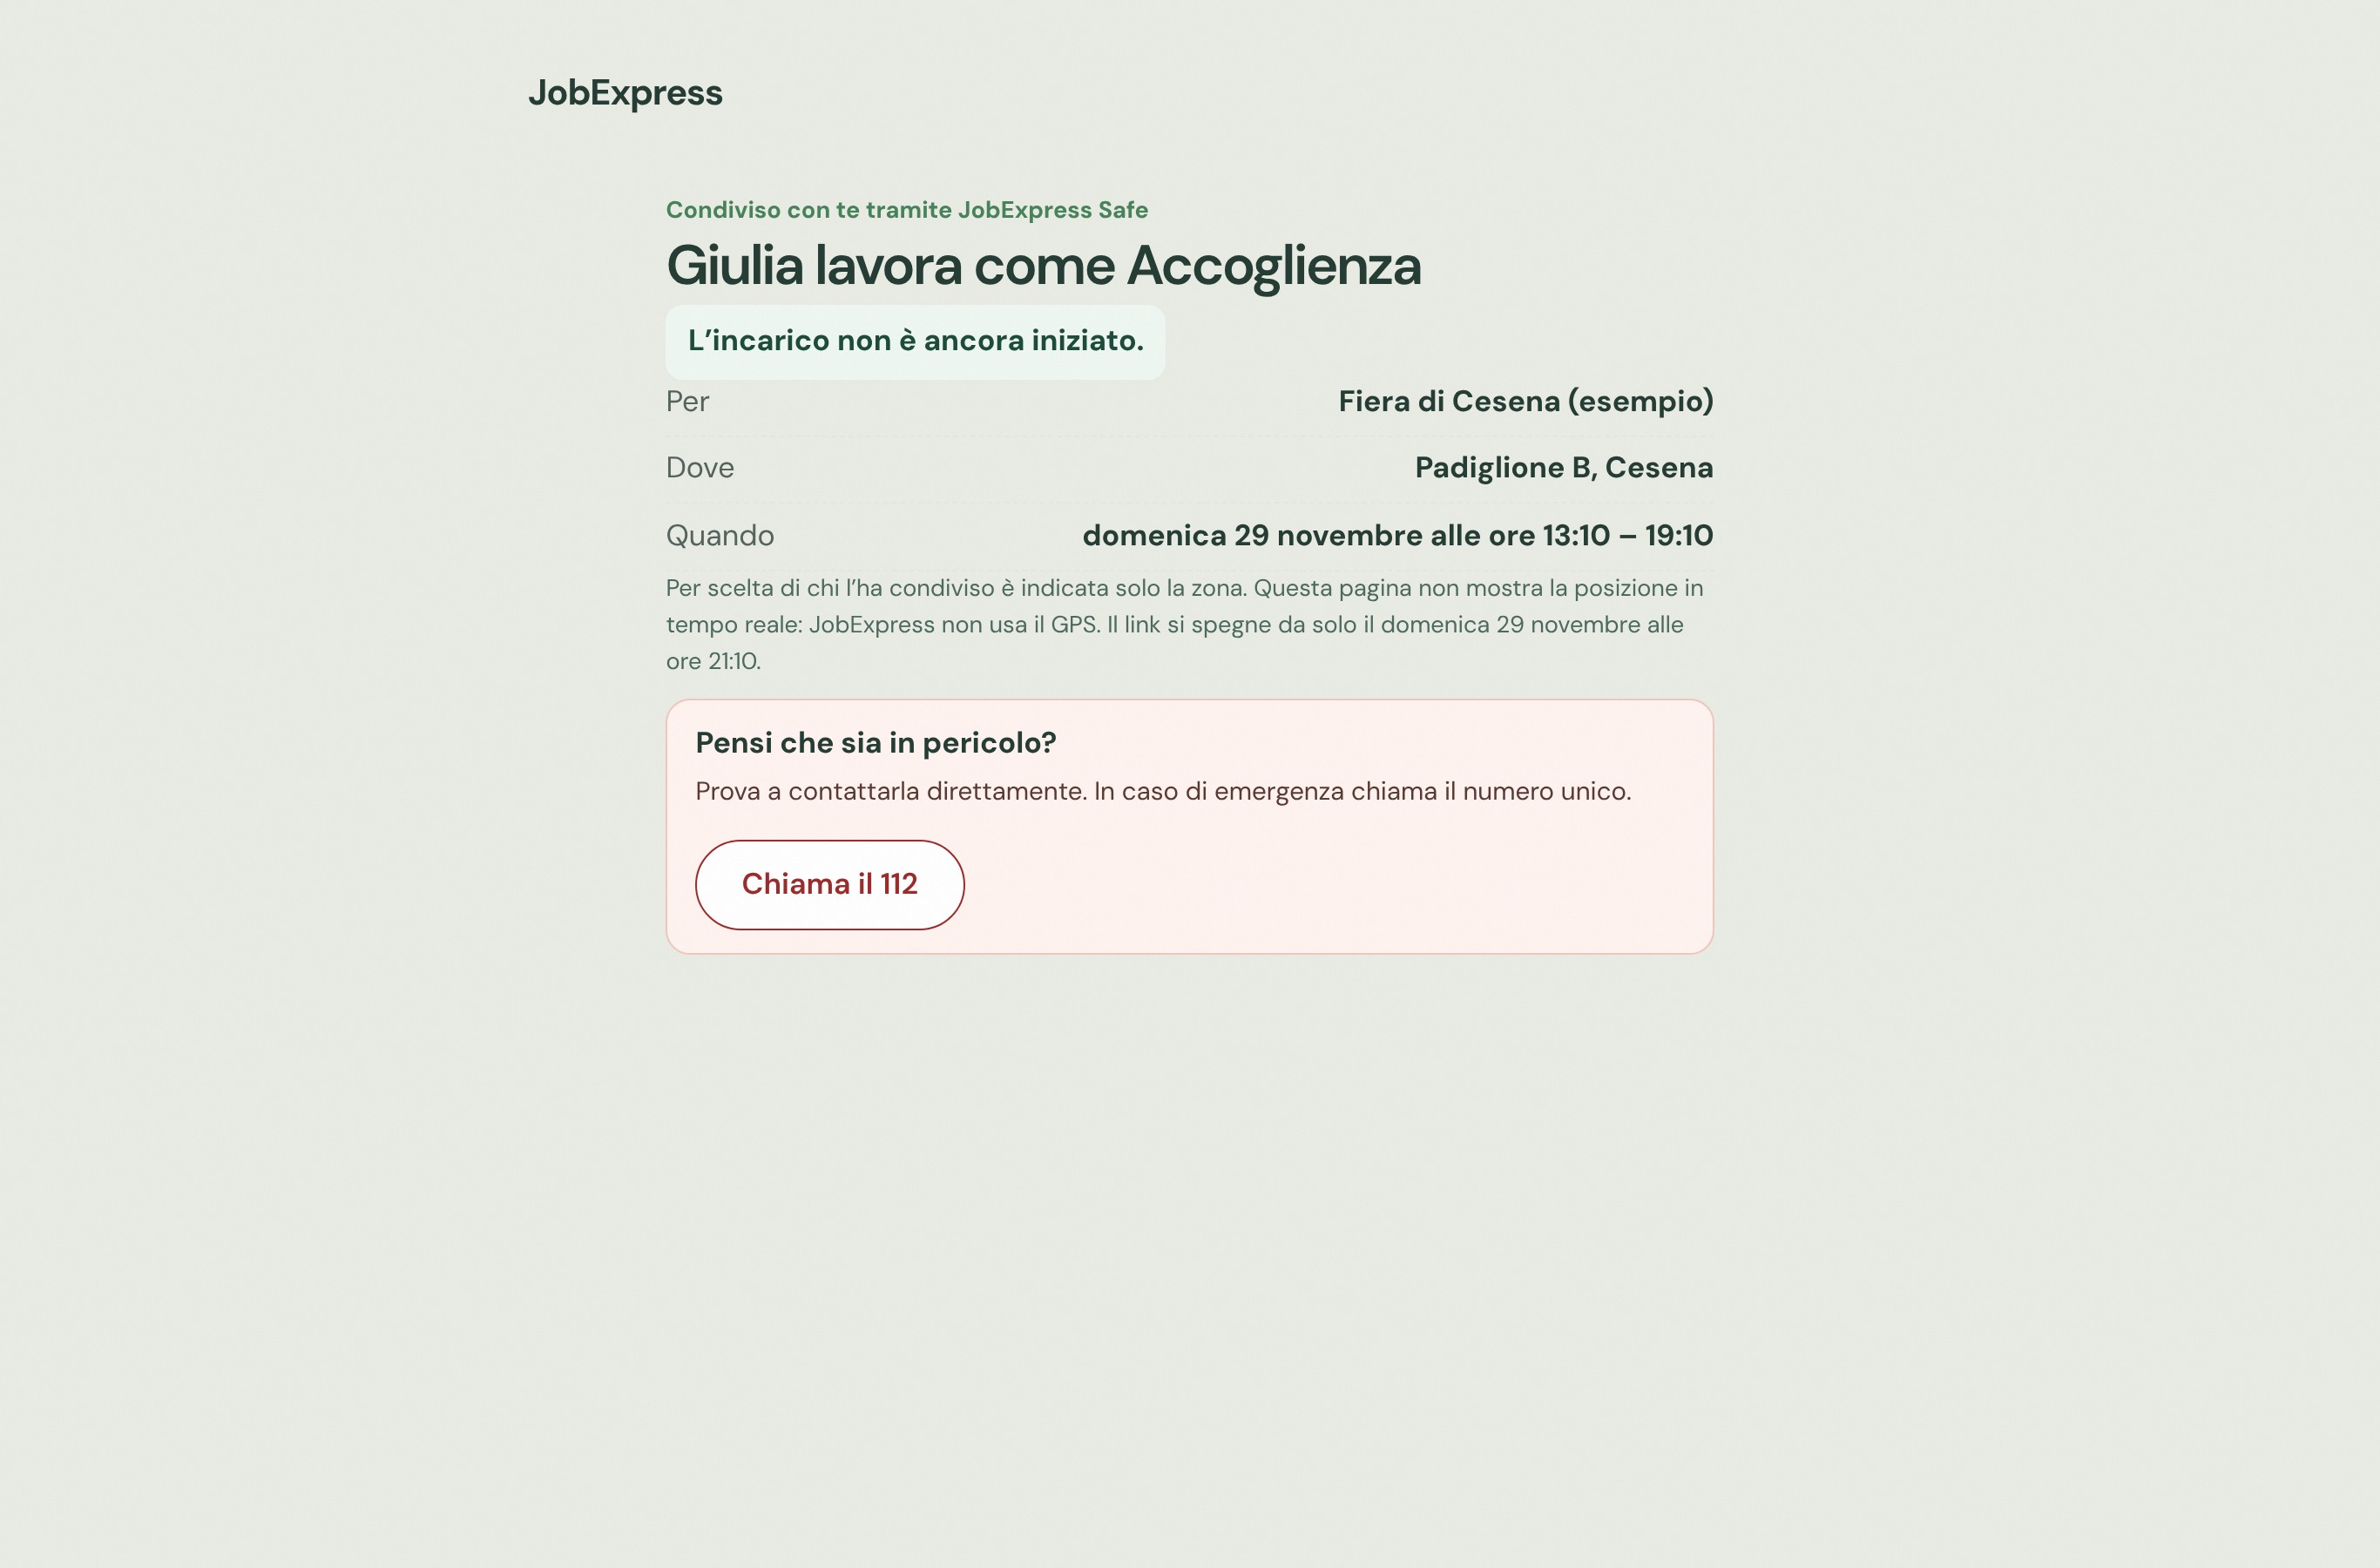 JobExpress
Condiviso con te tramite JobExpress Safe
Giulia lavora come Accoglienza
L’incarico non è ancora iniziato.
Per Fiera di Cesena (esempio)
Dove Padiglione B, Cesena
Quando domenica 29 novembre alle ore 13:10 – 19:10
Per scelta di chi l’ha condiviso è indicata solo la zona. Questa pagina non mostra la posizione in
tempo reale: JobExpress non usa il GPS. Il link si spegne da solo il domenica 29 novembre alle
ore 21:10.
Pensi che sia in pericolo?
Prova a contattarla direttamente. In caso di emergenza chiama il numero unico.
Chiama il 112